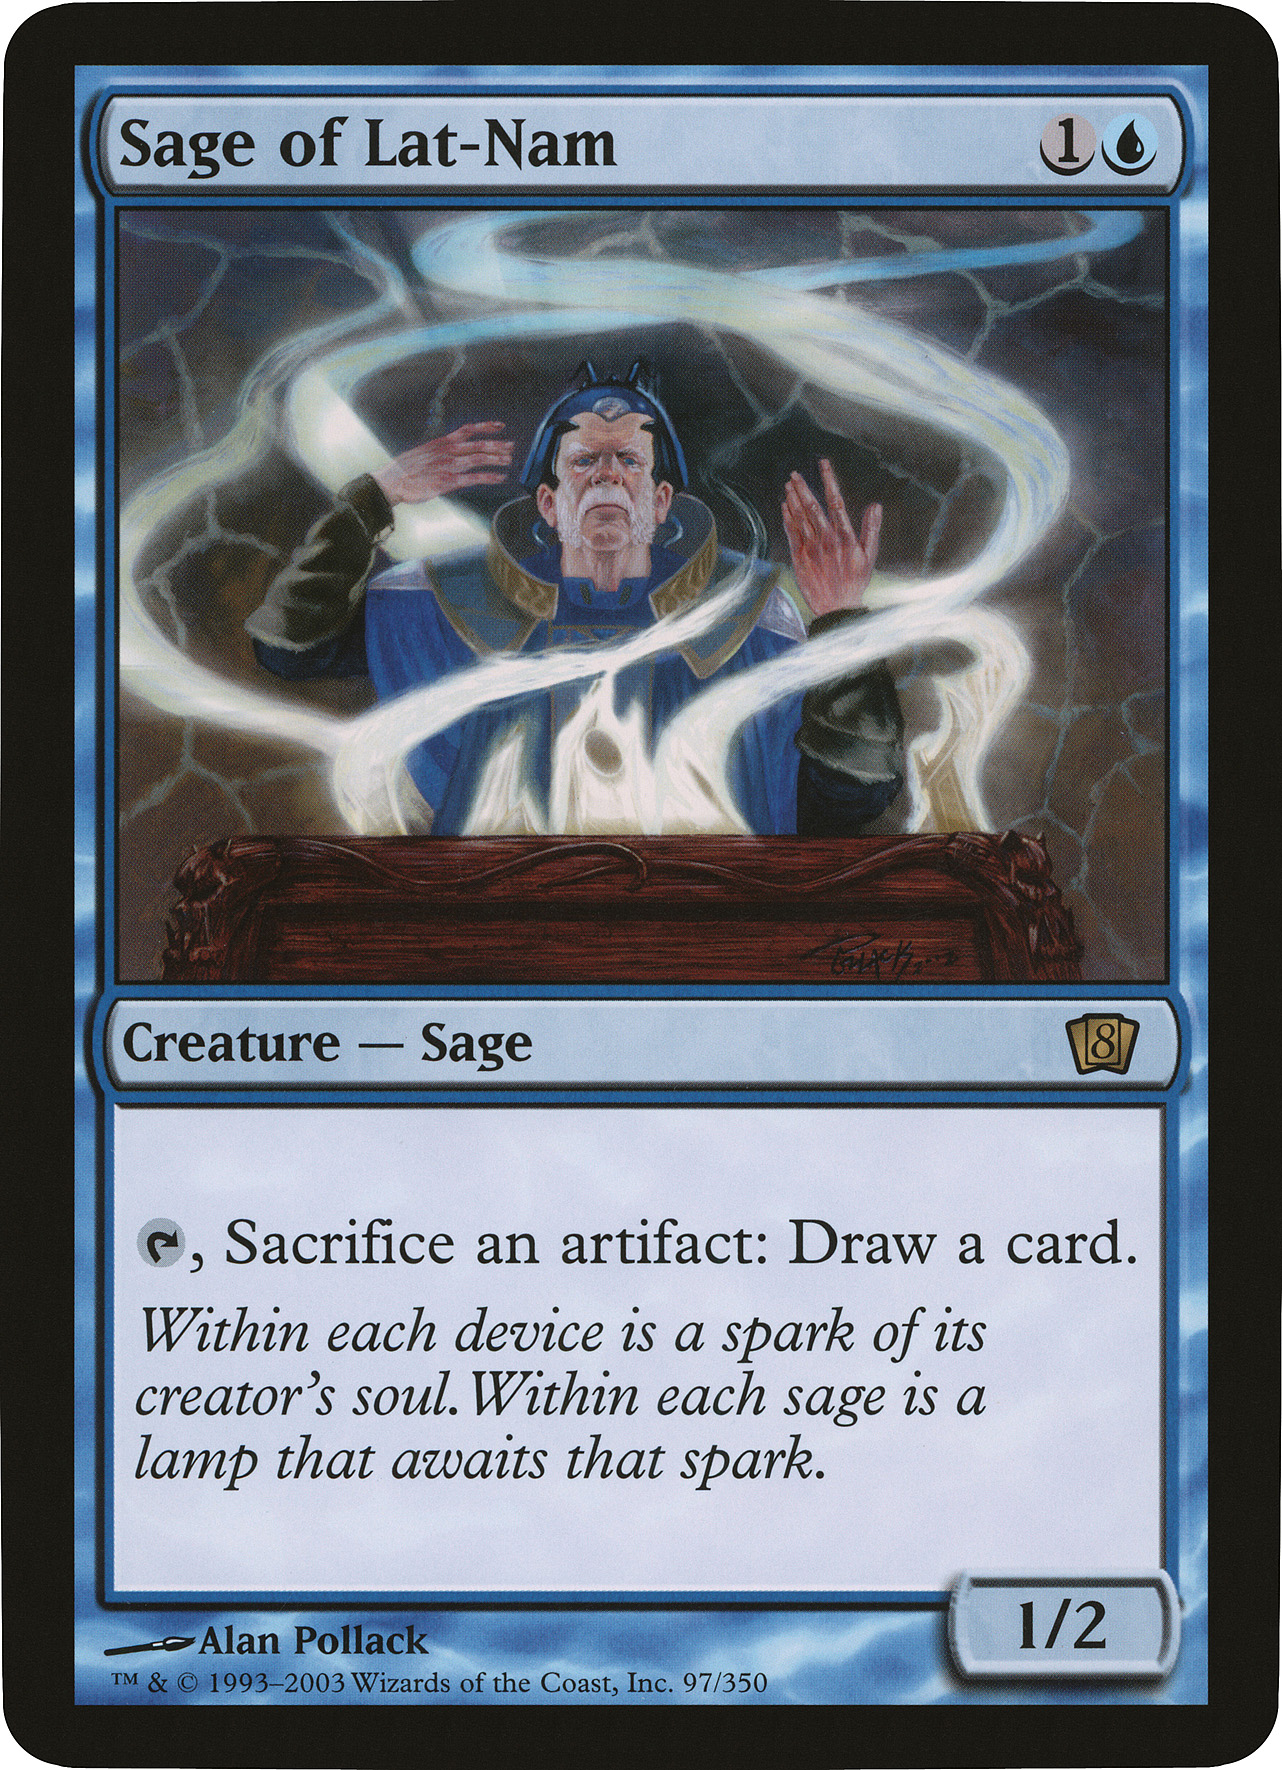 Sage of Lat-Nam 1
Creature — Sage 8
, Sacrifice an artifact: Draw a card.
Within each device is a spark of its
creator's soul. Within each sage is a
lamp that awaits that spark.
1/2
Alan Pollack
™ & © 1993–2003 Wizards of the Coast, Inc. 97/350